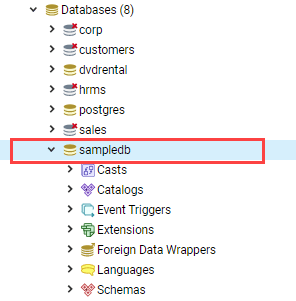 Databases (8)
corp
customers
dvdrental
hrms
postgres
sales
sampledb
Casts
Catalogs
Event Triggers
Extensions
Foreign Data Wrappers
Languages
Schemas